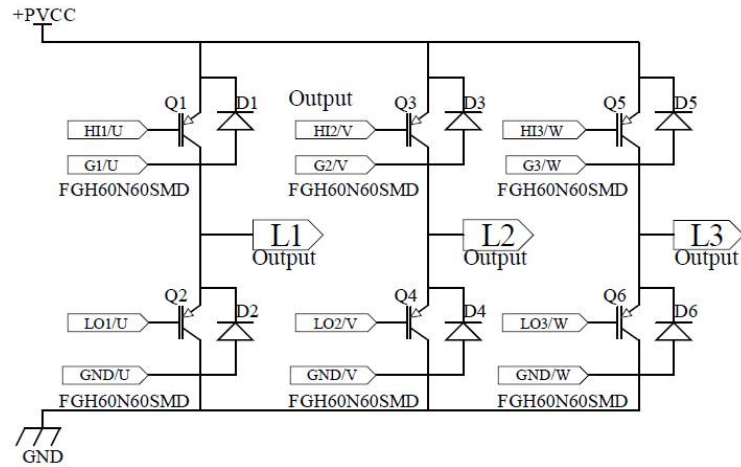 +PVCC
Q1 D1 Output Q3 D3 Q5 D5
HI1/U HI2/V HI3/W
G1/U G2/V G3/W
FGH60N60SMD FGH60N60SMD FGH60N60SMD
L1 L2 L3
Output Output Output
Q2 D2 Q4 D4 Q6 D6
LO1/U LO2/V LO3/W
GND/U GND/V GND/W
FGH60N60SMD FGH60N60SMD FGH60N60SMD
GND